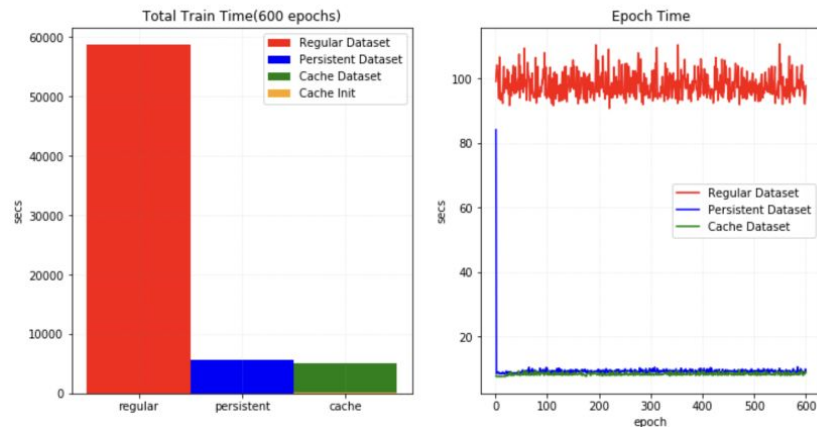 Total Train Time(600 epochs)
60000
50000
40000
30000
20000
10000
0
secs
Regular Dataset
Persistent Dataset
Cache Dataset
Cache Init
regular
persistent
cache
Epoch Time
100
80
60
40
20
secs
Regular Dataset
Persistent Dataset
Cache Dataset
0
100
200
300
400
500
600
epoch